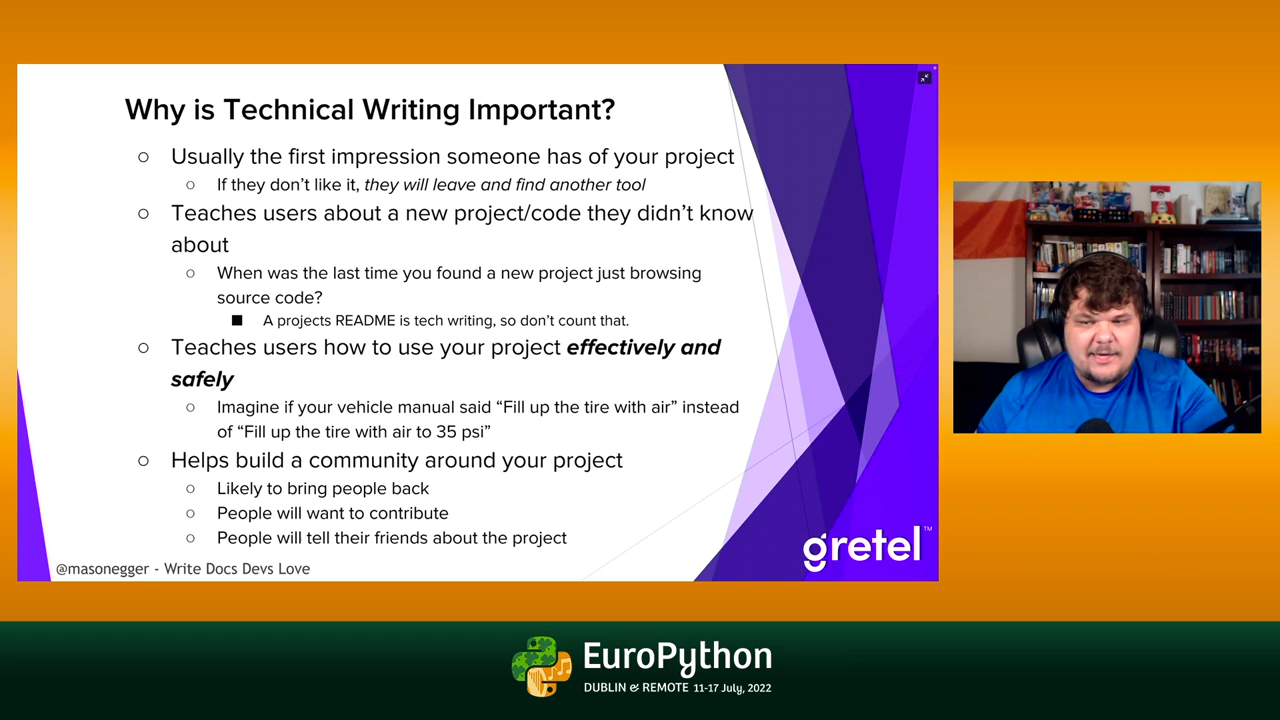 Why is Technical Writing Important?
○ Usually the first impression someone has of your project
○ If they don’t like it, they will leave and find another tool
○ Teaches users about a new project/code they didn’t know
about
○ When was the last time you found a new project just browsing
source code?
■ A projects README is tech writing, so don’t count that.
○ Teaches users how to use your project effectively and
safely
○ Imagine if your vehicle manual said “Fill up the tire with air” instead
of “Fill up the tire with air to 35 psi”
○ Helps build a community around your project
○ Likely to bring people back
○ People will want to contribute
○ People will tell their friends about the project
@masonegger - Write Docs Devs Love
gretel™
EuroPython
DUBLIN & REMOTE 11-17 July, 2022